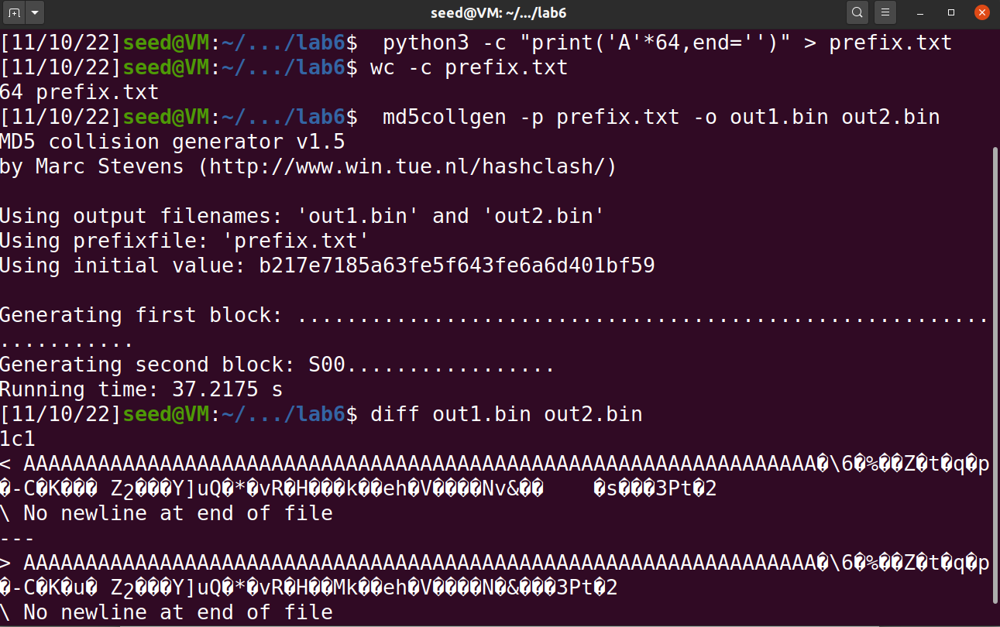 seed@VM: ~/.../lab6
[11/10/22]seed@VM:~/.../lab6$  python3 -c "print('A'*64,end='')" > prefix.txt
[11/10/22]seed@VM:~/.../lab6$ wc -c prefix.txt
64 prefix.txt
[11/10/22]seed@VM:~/.../lab6$  md5collgen -p prefix.txt -o out1.bin out2.bin
MD5 collision generator v1.5
by Marc Stevens (http://www.win.tue.nl/hashclash/)
Using output filenames: 'out1.bin' and 'out2.bin'
Using prefixfile: 'prefix.txt'
Using initial value: b217e7185a63fe5f643fe6a6d401bf59
Generating first block: ........................................................
...........
Generating second block: S00.................
Running time: 37.2175 s
[11/10/22]seed@VM:~/.../lab6$ diff out1.bin out2.bin
1c1
< AAAAAAAAAAAAAAAAAAAAAAAAAAAAAAAAAAAAAAAAAAAAAAAAAAAAAAAAAAAAAAAA�\6�%��Z�t�q�p
�-C�K��� Z2���Y]uQ�*�vR�H���k��eh�V����Nv&��    �s���3Pt�2
\ No newline at end of file
---
> AAAAAAAAAAAAAAAAAAAAAAAAAAAAAAAAAAAAAAAAAAAAAAAAAAAAAAAAAAAAAAAA�\6�%��Z�t�q�p
�-C�K�u� Z2���Y]uQ�*�vR�H��Mk��eh�V����N�&���3Pt�2
\ No newline at end of file